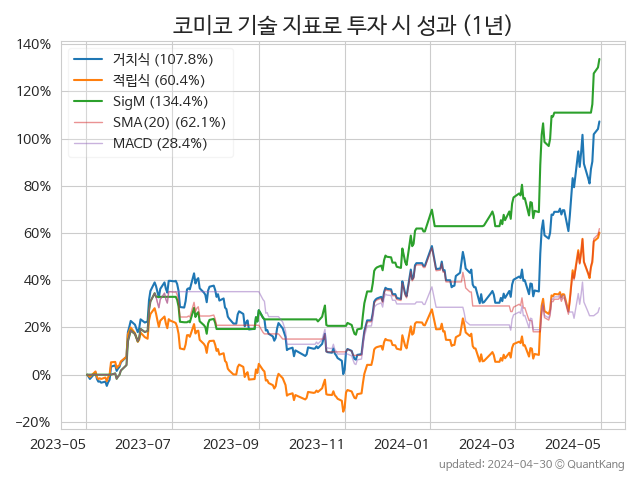 코미코 기술 지표로 투자 시 성과 (1년)
140%
120%
100%
80%
60%
40%
20%
0%
−20%
거치식 (107.8%)
적립식 (60.4%)
SigM (134.4%)
SMA(20) (62.1%)
MACD (28.4%)
2023-05 2023-07 2023-09 2023-11 2024-01 2024-03 2024-05
updated: 2024-04-30 © QuantKang